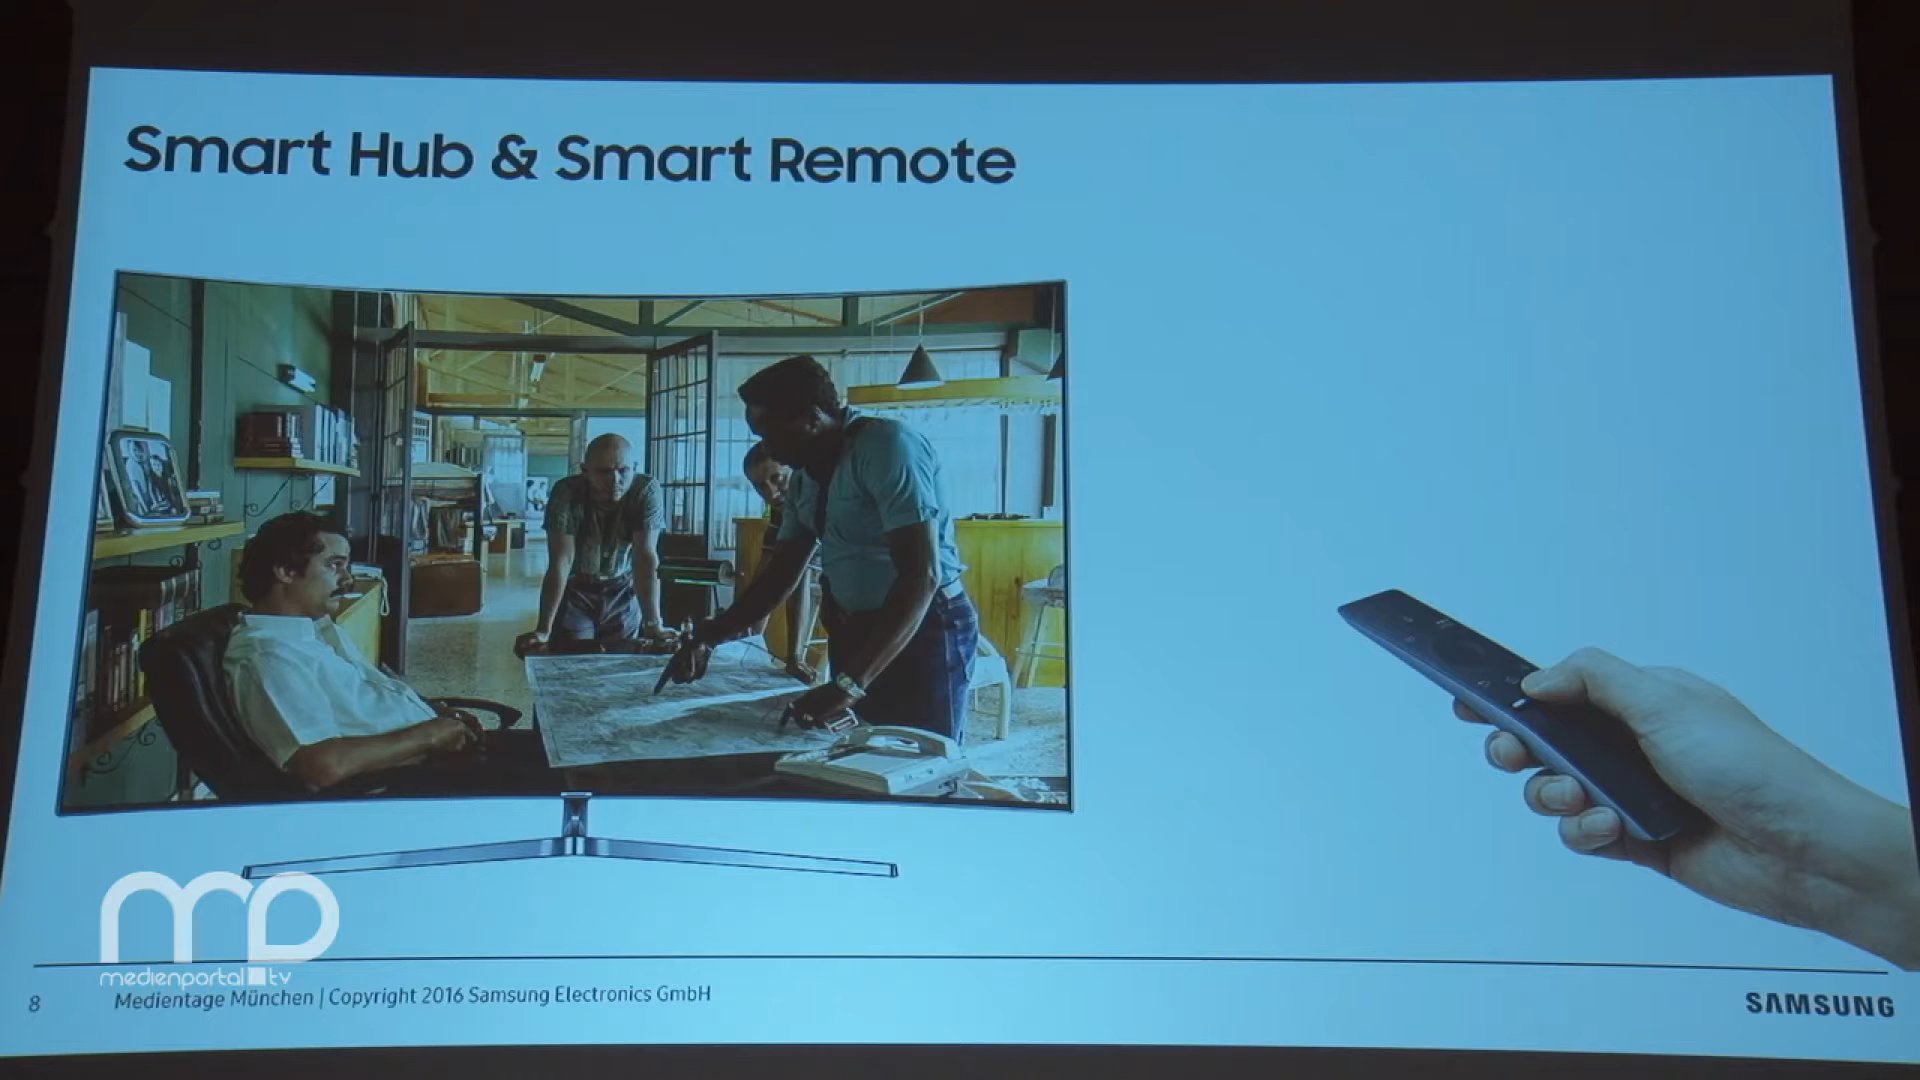 Smart Hub & Smart Remote
medienportal.tv
8
Medientage München | Copyright 2016 Samsung Electronics GmbH
SAMSUNG